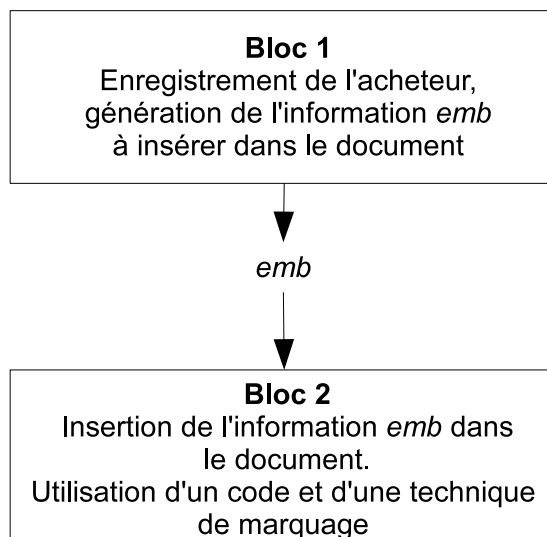 Bloc 1
Enregistrement de l'acheteur,
génération de l'information emb
à insérer dans le document
emb
Bloc 2
Insertion de l'information emb dans
le document.
Utilisation d'un code et d'une technique
de marquage